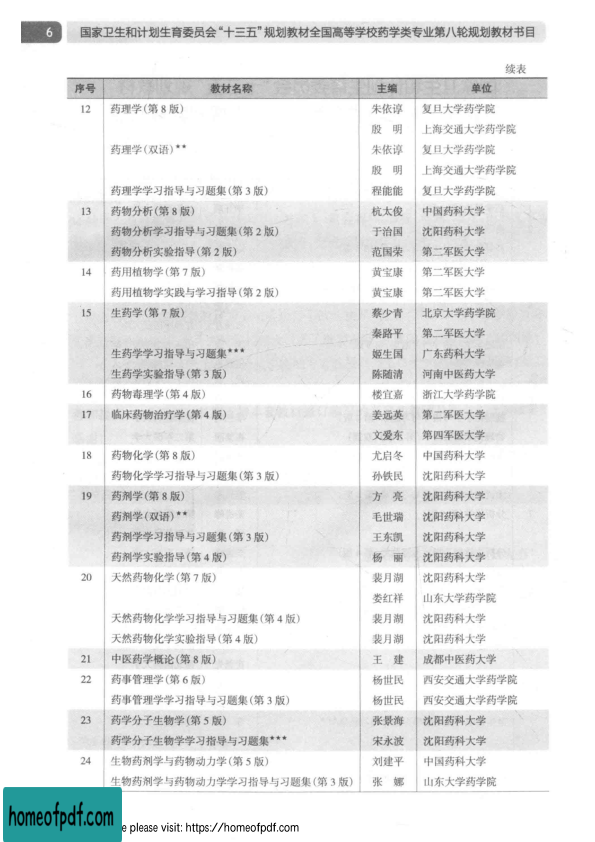 6 国家卫生和计划生育委员会“十三五”规划教材全国高等学校药学类专业第八轮规划教材书目
续表
序号 教材名称 主编 单位
12 药理学(第 8 版) 朱依谆 复旦大学药学院
殷 明 上海交通大学药学院
药理学(双语)** 朱依谆 复旦大学药学院
殷 明 上海交通大学药学院
药理学学习指导与习题集(第 3 版) 程能能 复旦大学药学院
13 药物分析(第 8 版) 杭太俊 中国药科大学
药物分析学习指导与习题集(第 2 版) 于治国 沈阳药科大学
药物分析实验指导(第 2 版) 范国荣 第二军医大学
14 药用植物学(第 7 版) 黄宝康 第二军医大学
药用植物学实践与学习指导(第 2 版) 黄宝康 第二军医大学
15 生药学(第 7 版) 蔡少青 北京大学药学院
秦路平 第二军医大学
生药学学习指导与习题集*** 姬生国 广东药科大学
生药学实验指导(第 3 版) 陈随清 河南中医药大学
16 药物毒理学(第 4 版) 楼宜嘉 浙江大学药学院
17 临床药物治疗学(第 4 版) 姜远英 第二军医大学
文爱东 第四军医大学
18 药物化学(第 8 版) 尤启冬 中国药科大学
药物化学学习指导与习题集(第 3 版) 孙铁民 沈阳药科大学
19 药剂学(第 8 版) 方 亮 沈阳药科大学
药剂学(双语)** 毛世瑞 沈阳药科大学
药剂学学习指导与习题集(第 3 版) 王东凯 沈阳药科大学
药剂学实验指导(第 4 版) 杨 丽 沈阳药科大学
20 天然药物化学(第 7 版) 裴月湖 沈阳药科大学
娄红祥 山东大学药学院
天然药物化学学习指导与习题集(第 4 版) 裴月湖 沈阳药科大学
天然药物化学实验指导(第 4 版) 裴月湖 沈阳药科大学
21 中医药学概论(第 8 版) 王 建 成都中医药大学
22 药事管理学(第 6 版) 杨世民 西安交通大学药学院
药事管理学学习指导与习题集(第 3 版) 杨世民 西安交通大学药学院
23 药学分子生物学(第 5 版) 张景海 沈阳药科大学
药学分子生物学学习指导与习题集*** 宋永波 沈阳药科大学
24 生物药剂学与药物动力学(第 5 版) 刘建平 中国药科大学
生物药剂学与药物动力学学习指导与习题集(第 3 版) 张 娜 山东大学药学院
homeofpdf.com
e please visit: https://homeofpdf.com